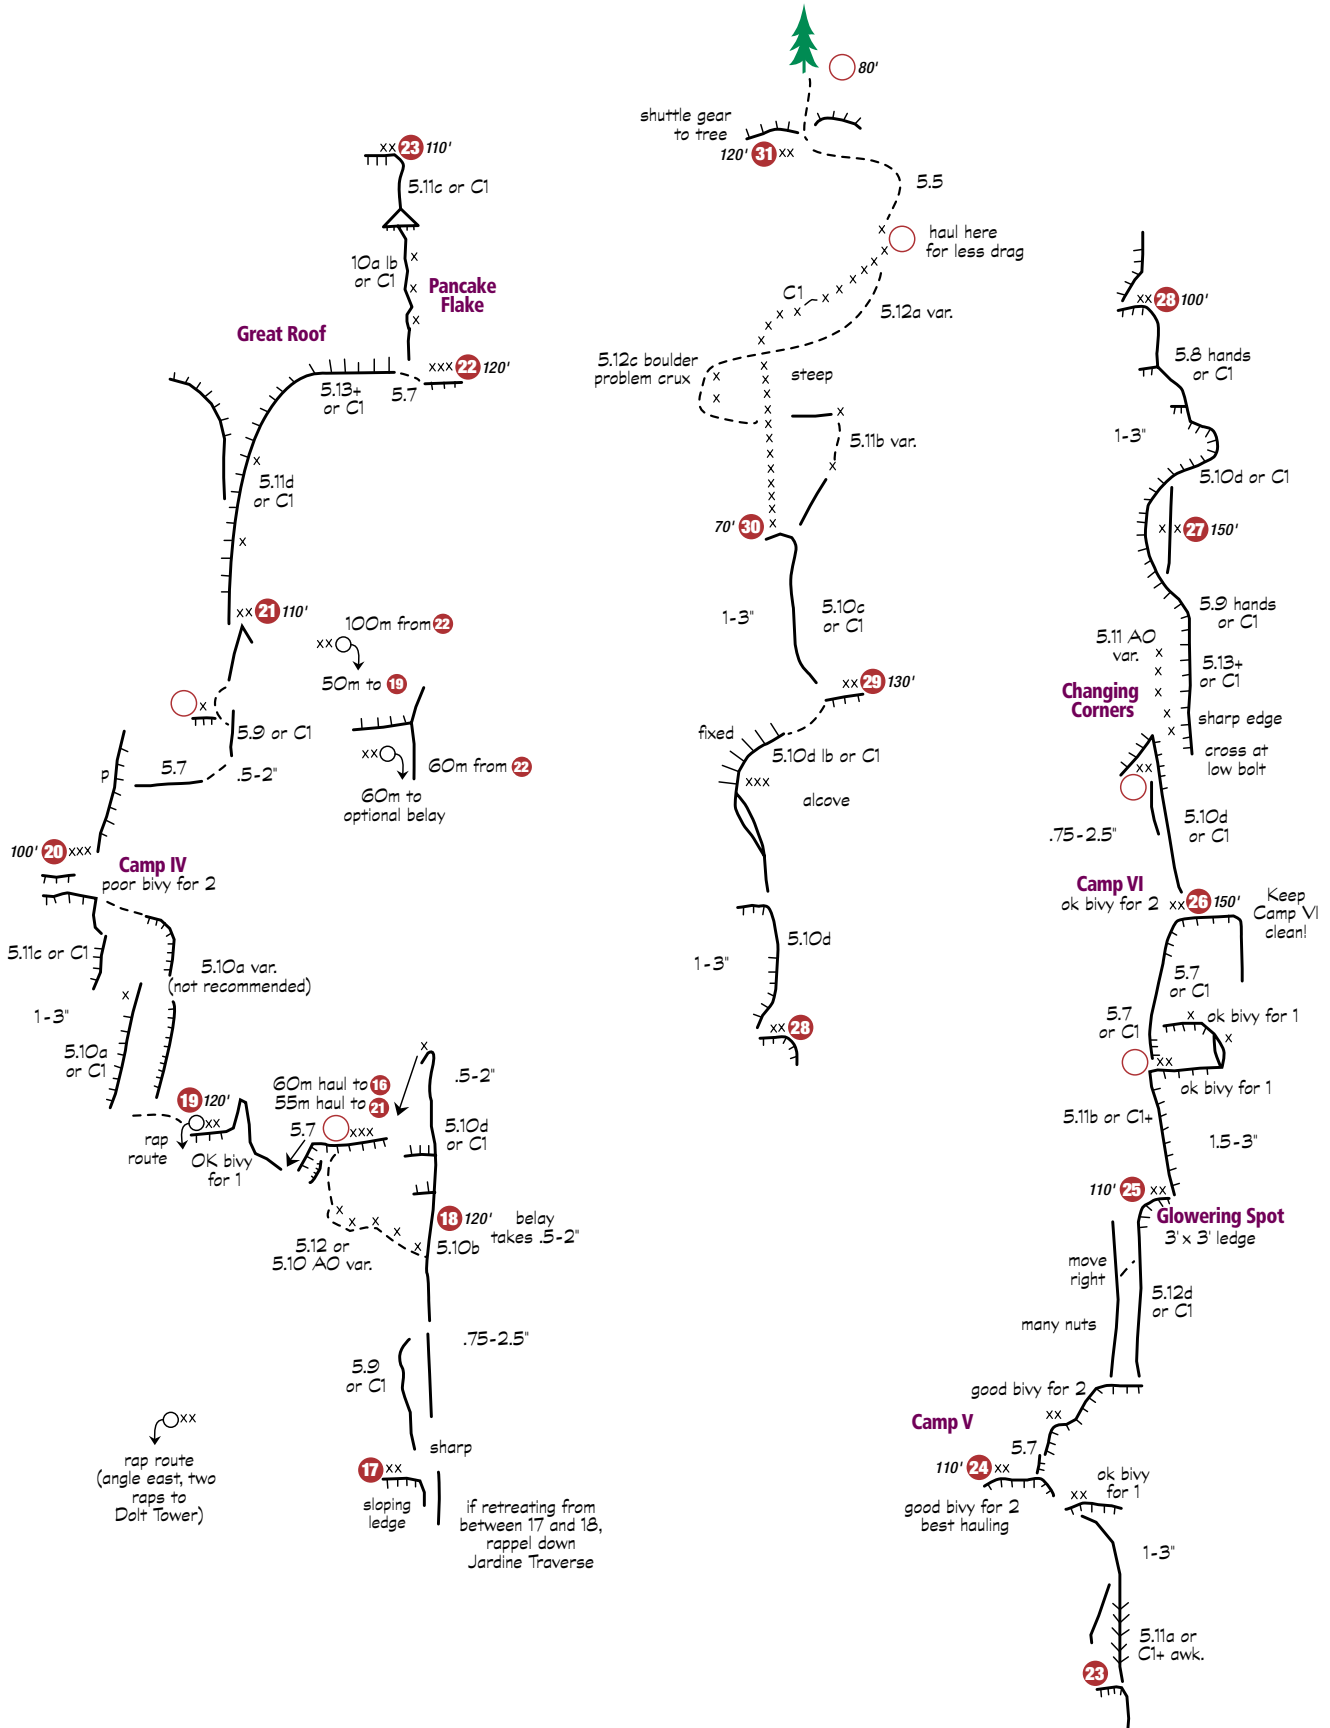 80'
shuttle gear
to tree
120' 31 xx
5.5
haul here
for less drag
C1
5.12a var.
5.12c boulder
problem crux
steep
5.11b var.
70' 30
1-3"
5.10c
or C1
xx 29 130'
fixed
5.10d lb or C1
xxx
alcove
5.10d
1-3"
xx 28
xx 23 110'
5.11c or C1
10a lb
or C1
Pancake
Flake
Great Roof
xxx 22 120'
5.13+
or C1
5.7
5.11d
or C1
xx 21 110'
100m from 22
xx
50m to 19
x
5.9 or C1
5.7
.5-2"
p
xx
60m from 22
60m to
optional belay
100' 20 xxx
Camp IV
poor bivy for 2
5.11c or C1
5.10a var.
(not recommended)
1-3"
5.10a
or C1
19 120'
xx
rap
route
OK bivy
for 1
60m haul to 16
55m haul to 21
5.7
xxx
.5-2"
5.10d
or C1
18 120'
belay
takes .5-2"
5.10b
5.12 or
5.10 A0 var.
.75-2.5"
5.9
or C1
sharp
17 xx
sloping
ledge
if retreating from
between 17 and 18,
rappel down
Jardine Traverse
xx
rap route
(angle east, two
raps to
Dolt Tower)
xx 28 100'
5.8 hands
or C1
1-3"
5.10d or C1
x x 27 150'
5.9 hands
or C1
5.11 A0
var.
5.13+
or C1
Changing
Corners
sharp edge
cross at
low bolt
xx
5.10d
or C1
.75-2.5"
Camp VI
ok bivy for 2
xx 26 150'
Keep
Camp VI
clean!
5.7
or C1
5.7
or C1
x
ok bivy for 1
x
xx
ok bivy for 1
5.11b or C1+
1.5-3"
110' 25 xx
Glowering Spot
3' x 3' ledge
move
right
5.12d
or C1
many nuts
good bivy for 2
xx
Camp V
5.7
110' 24 xx
good bivy for 2
best hauling
ok bivy
for 1
xx
1-3"
5.11a or
C1+ awk.
23